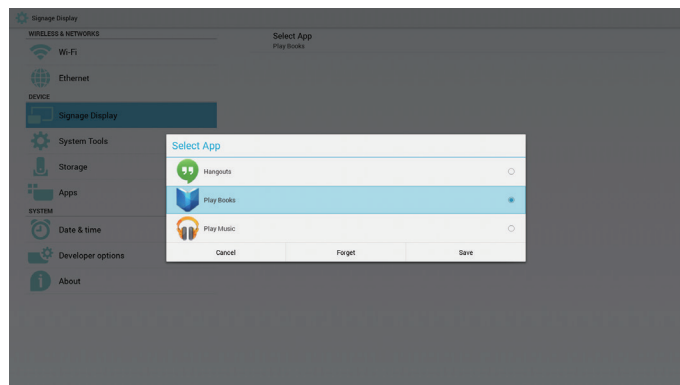 Signage Display
WIRELESS & NETWORKS
Wi-Fi
Ethernet
DEVICE
Signage Display
System Tools
Storage
Apps
SYSTEM
Date & time
Developer options
About
Select App
Play Books
Select App
Hangouts
Play Books
Play Music
Cancel Forget Save